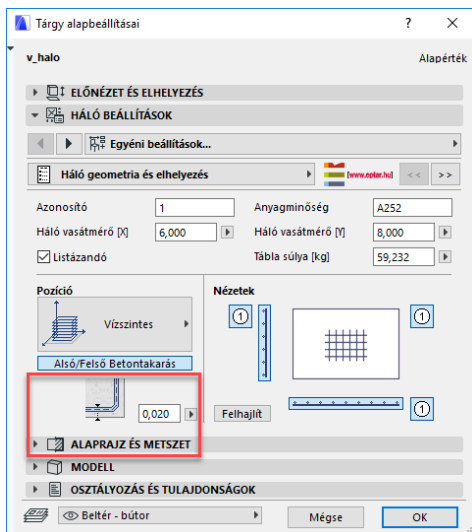 Tárgy alapbeállításai ? ×
v_halo Alapérték
ELŐNÉZET ÉS ELHELYEZÉS
HÁLÓ BEÁLLÍTÁSOK
Egyéni beállítások...
Háló geometria és elhelyezés [www.eptar.hu] << >>
Azonosító 1 Anyagminőség A252
Háló vasátmérő [X] 6,000 Háló vasátmérő [Y] 8,000
Listázandó Tábla súlya [kg] 59,232
Pozíció Nézetek
Vízszintes 1 1
Alsó/Felső Betontakarás
0,020 Felhajlít 1
ALAPRAJZ ÉS METSZET
MODELL
OSZTÁLYOZÁS ÉS TULAJDONSÁGOK
Beltér - bútor Mégse OK